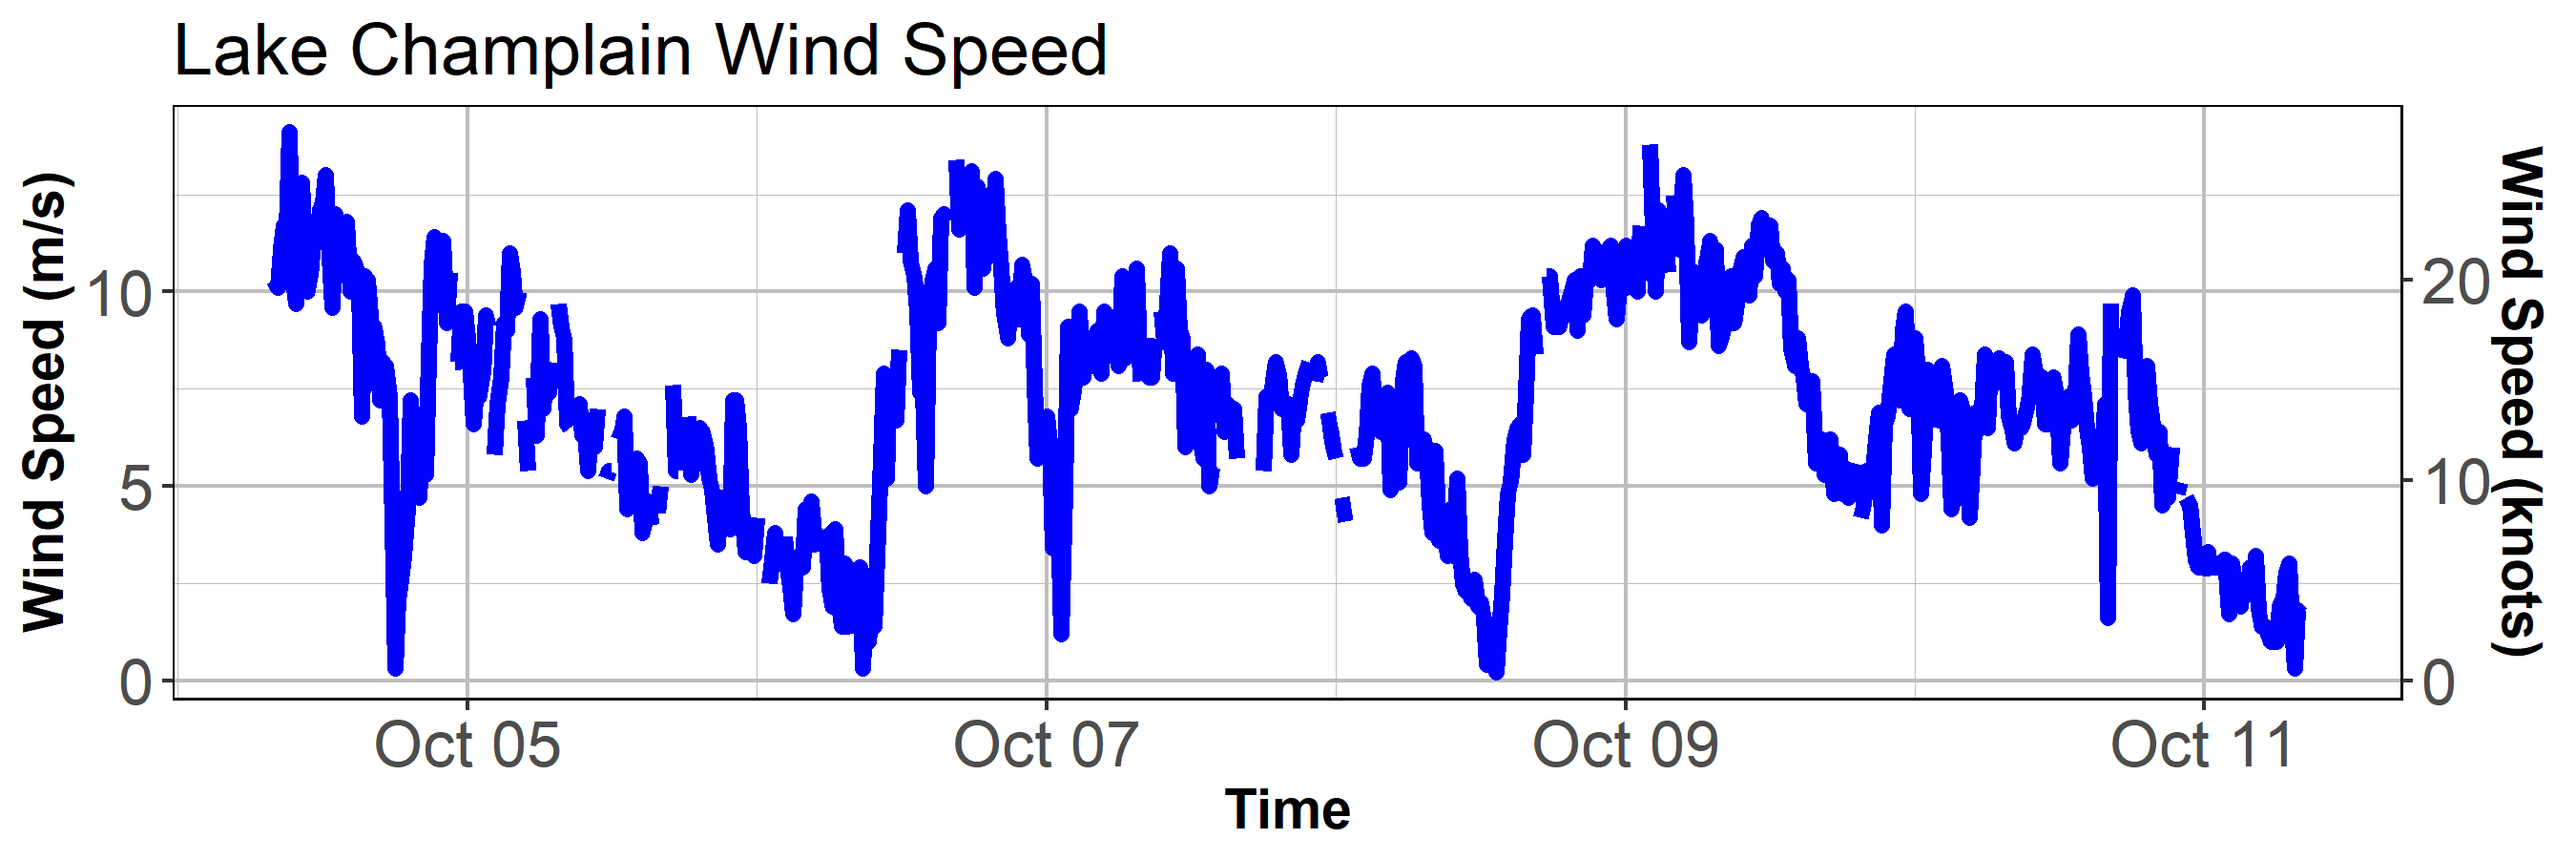 Lake Champlain Wind Speed
Wind Speed (m/s)
10
5
0
Wind Speed (knots)
20
10
0
Oct 05
Oct 07
Oct 09
Oct 11
Time